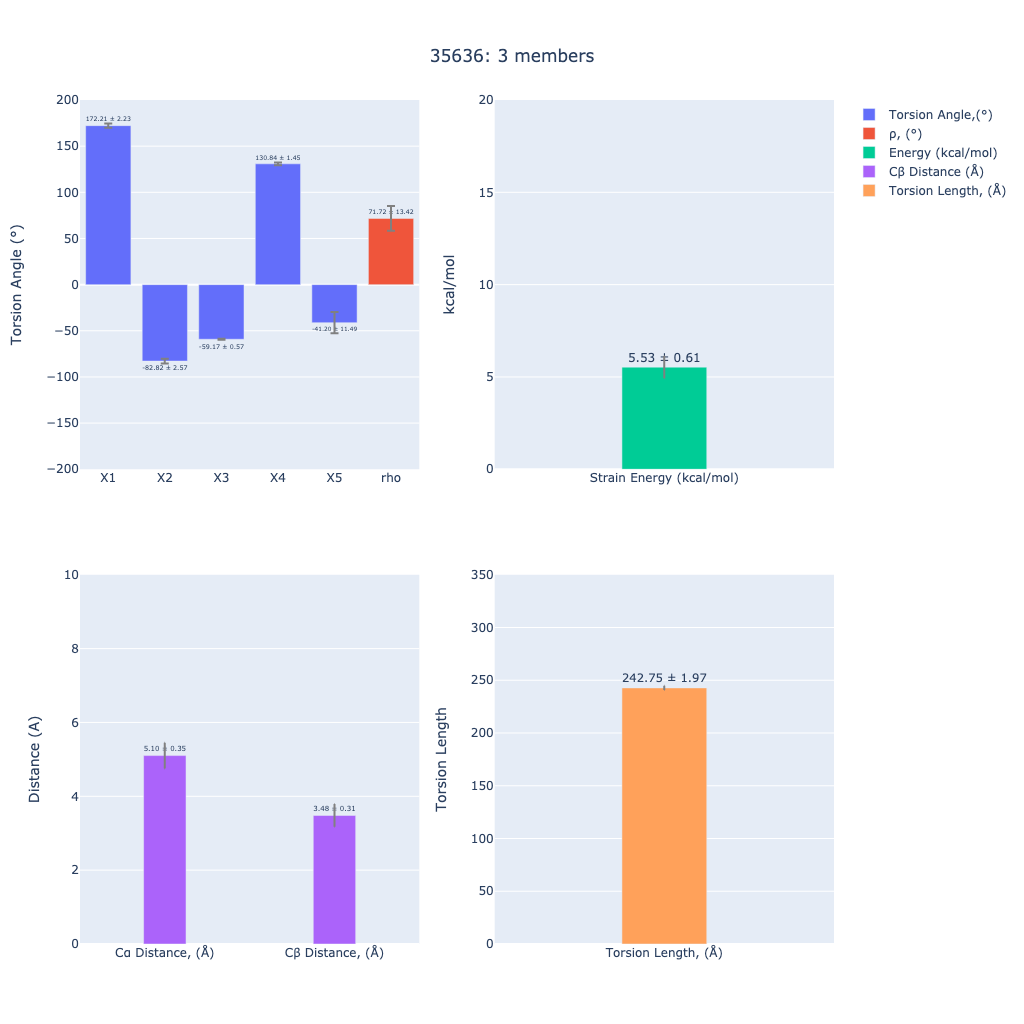 35636: 3 members
Torsion Angle (°)
200
150
100
50
0
−50
−100
−150
−200
172.21 ± 2.23
-82.82 ± 2.57
-59.17 ± 0.57
130.84 ± 1.45
-41.20 ± 11.49
71.72 ± 13.42
X1
X2
X3
X4
X5
rho
kcal/mol
20
15
10
5
0
5.53 ± 0.61
Strain Energy (kcal/mol)
Torsion Angle,(°)
ρ, (°)
Energy (kcal/mol)
Cβ Distance (Å)
Torsion Length, (Å)
Distance (A)
10
8
6
4
2
0
5.10 ± 0.35
3.48 ± 0.31
Cα Distance, (Å)
Cβ Distance, (Å)
Torsion Length
350
300
250
200
150
100
50
0
242.75 ± 1.97
Torsion Length, (Å)